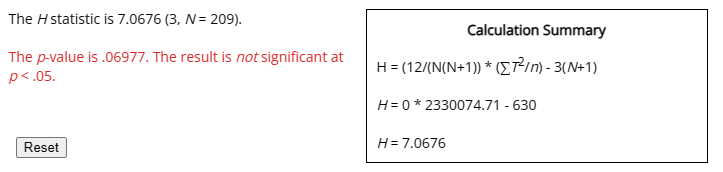 The H statistic is 7.0676 (3, N = 209).
The p-value is .06977. The result is not significant at
p < .05.
Reset
Calculation Summary
H = (12/(N(N+1)) * (∑T²/n) - 3(N+1)
H = 0 * 2330074.71 - 630
H = 7.0676